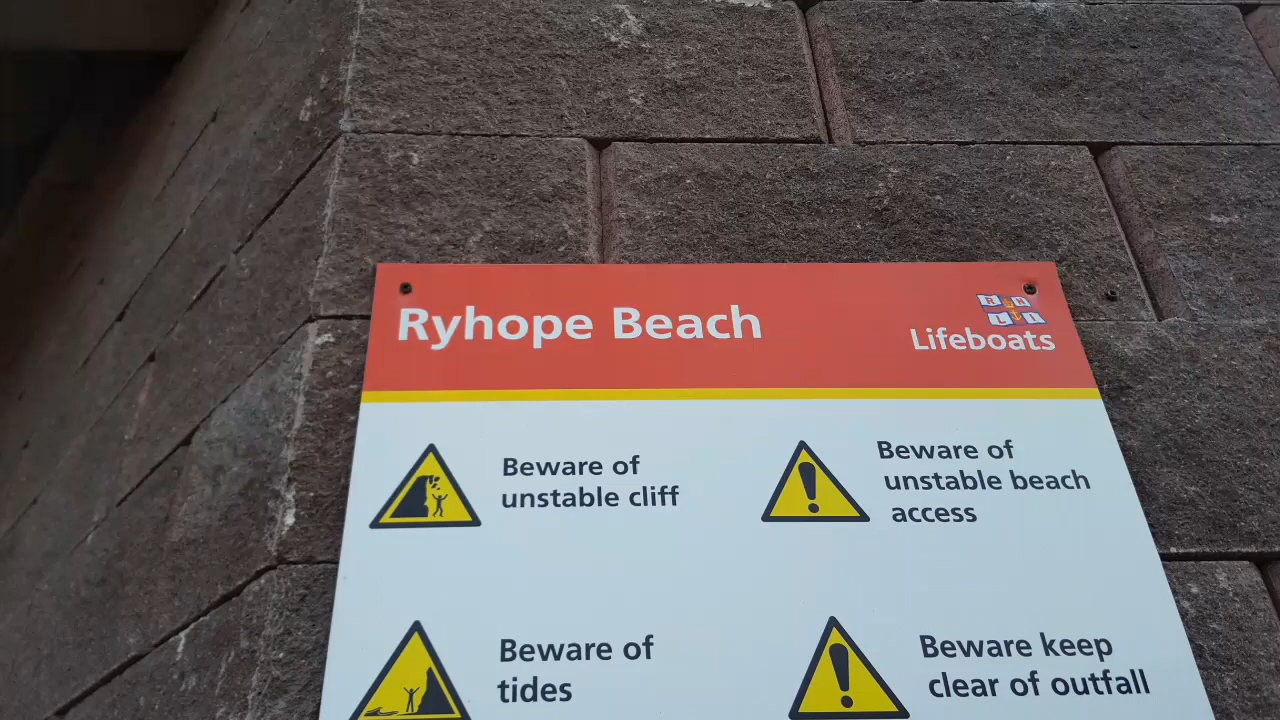 Ryhope Beach
RNLI
Lifeboats
Beware of
unstable cliff
Beware of
unstable beach
access
Beware of
tides
Beware keep
clear of outfall